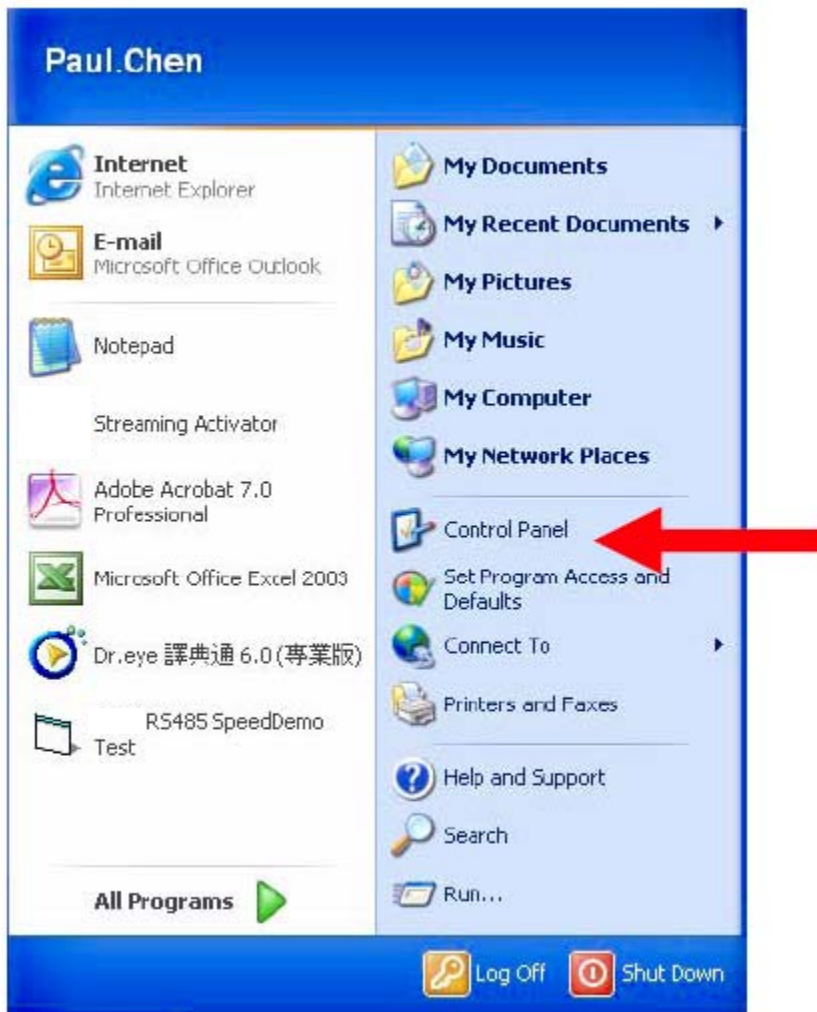 Paul.Chen
Internet
Internet Explorer
E-mail
Microsoft Office Outlook
Notepad
Streaming Activator
Adobe Acrobat 7.0
Professional
Microsoft Office Excel 2003
Dr.eye 譯典通 6.0(專業版)
RS485 SpeedDemo
Test
All Programs
My Documents
My Recent Documents
My Pictures
My Music
My Computer
My Network Places
Control Panel
Set Program Access and
Defaults
Connect To
Printers and Faxes
Help and Support
Search
Run...
Log Off
Shut Down